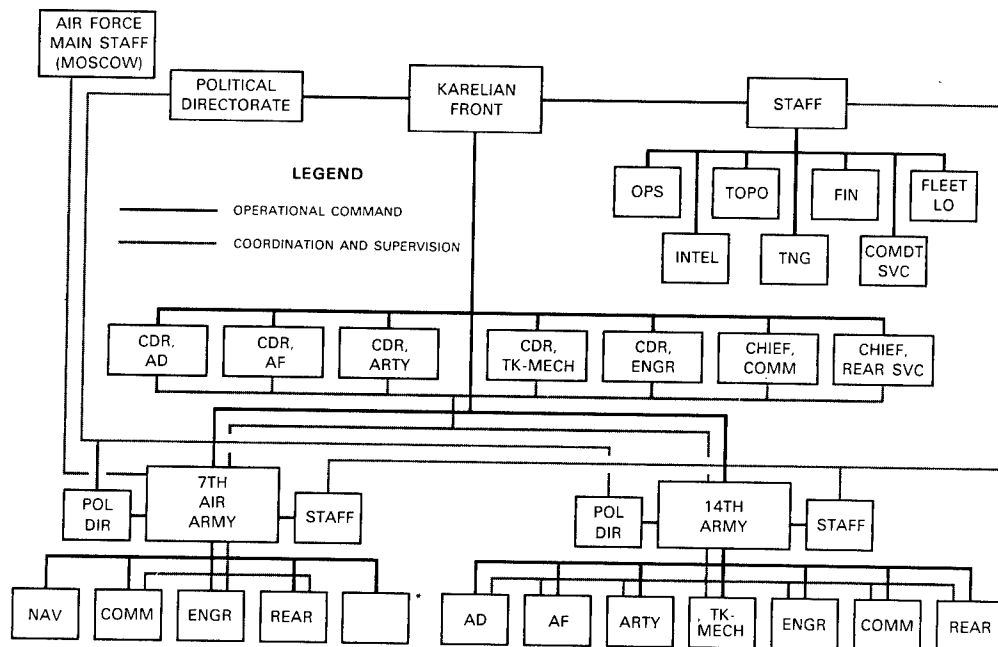 AIR FORCE
MAIN STAFF
(MOSCOW)
POLITICAL
DIRECTORATE
KARELIAN
FRONT
STAFF
LEGEND
OPERATIONAL COMMAND
COORDINATION AND SUPERVISION
OPS
TOPO
FIN
FLEET
LO
INTEL
TNG
COMDT
SVC
CDR,
AD
CDR,
AF
CDR,
ARTY
CDR,
TK-MECH
CDR,
ENGR
CHIEF,
COMM
CHIEF,
REAR SVC
POL
DIR
7TH
AIR
ARMY
STAFF
POL
DIR
14TH
ARMY
STAFF
NAV
COMM
ENGR
REAR
*
AD
AF
ARTY
TK-
MECH
ENGR
COMM
REAR